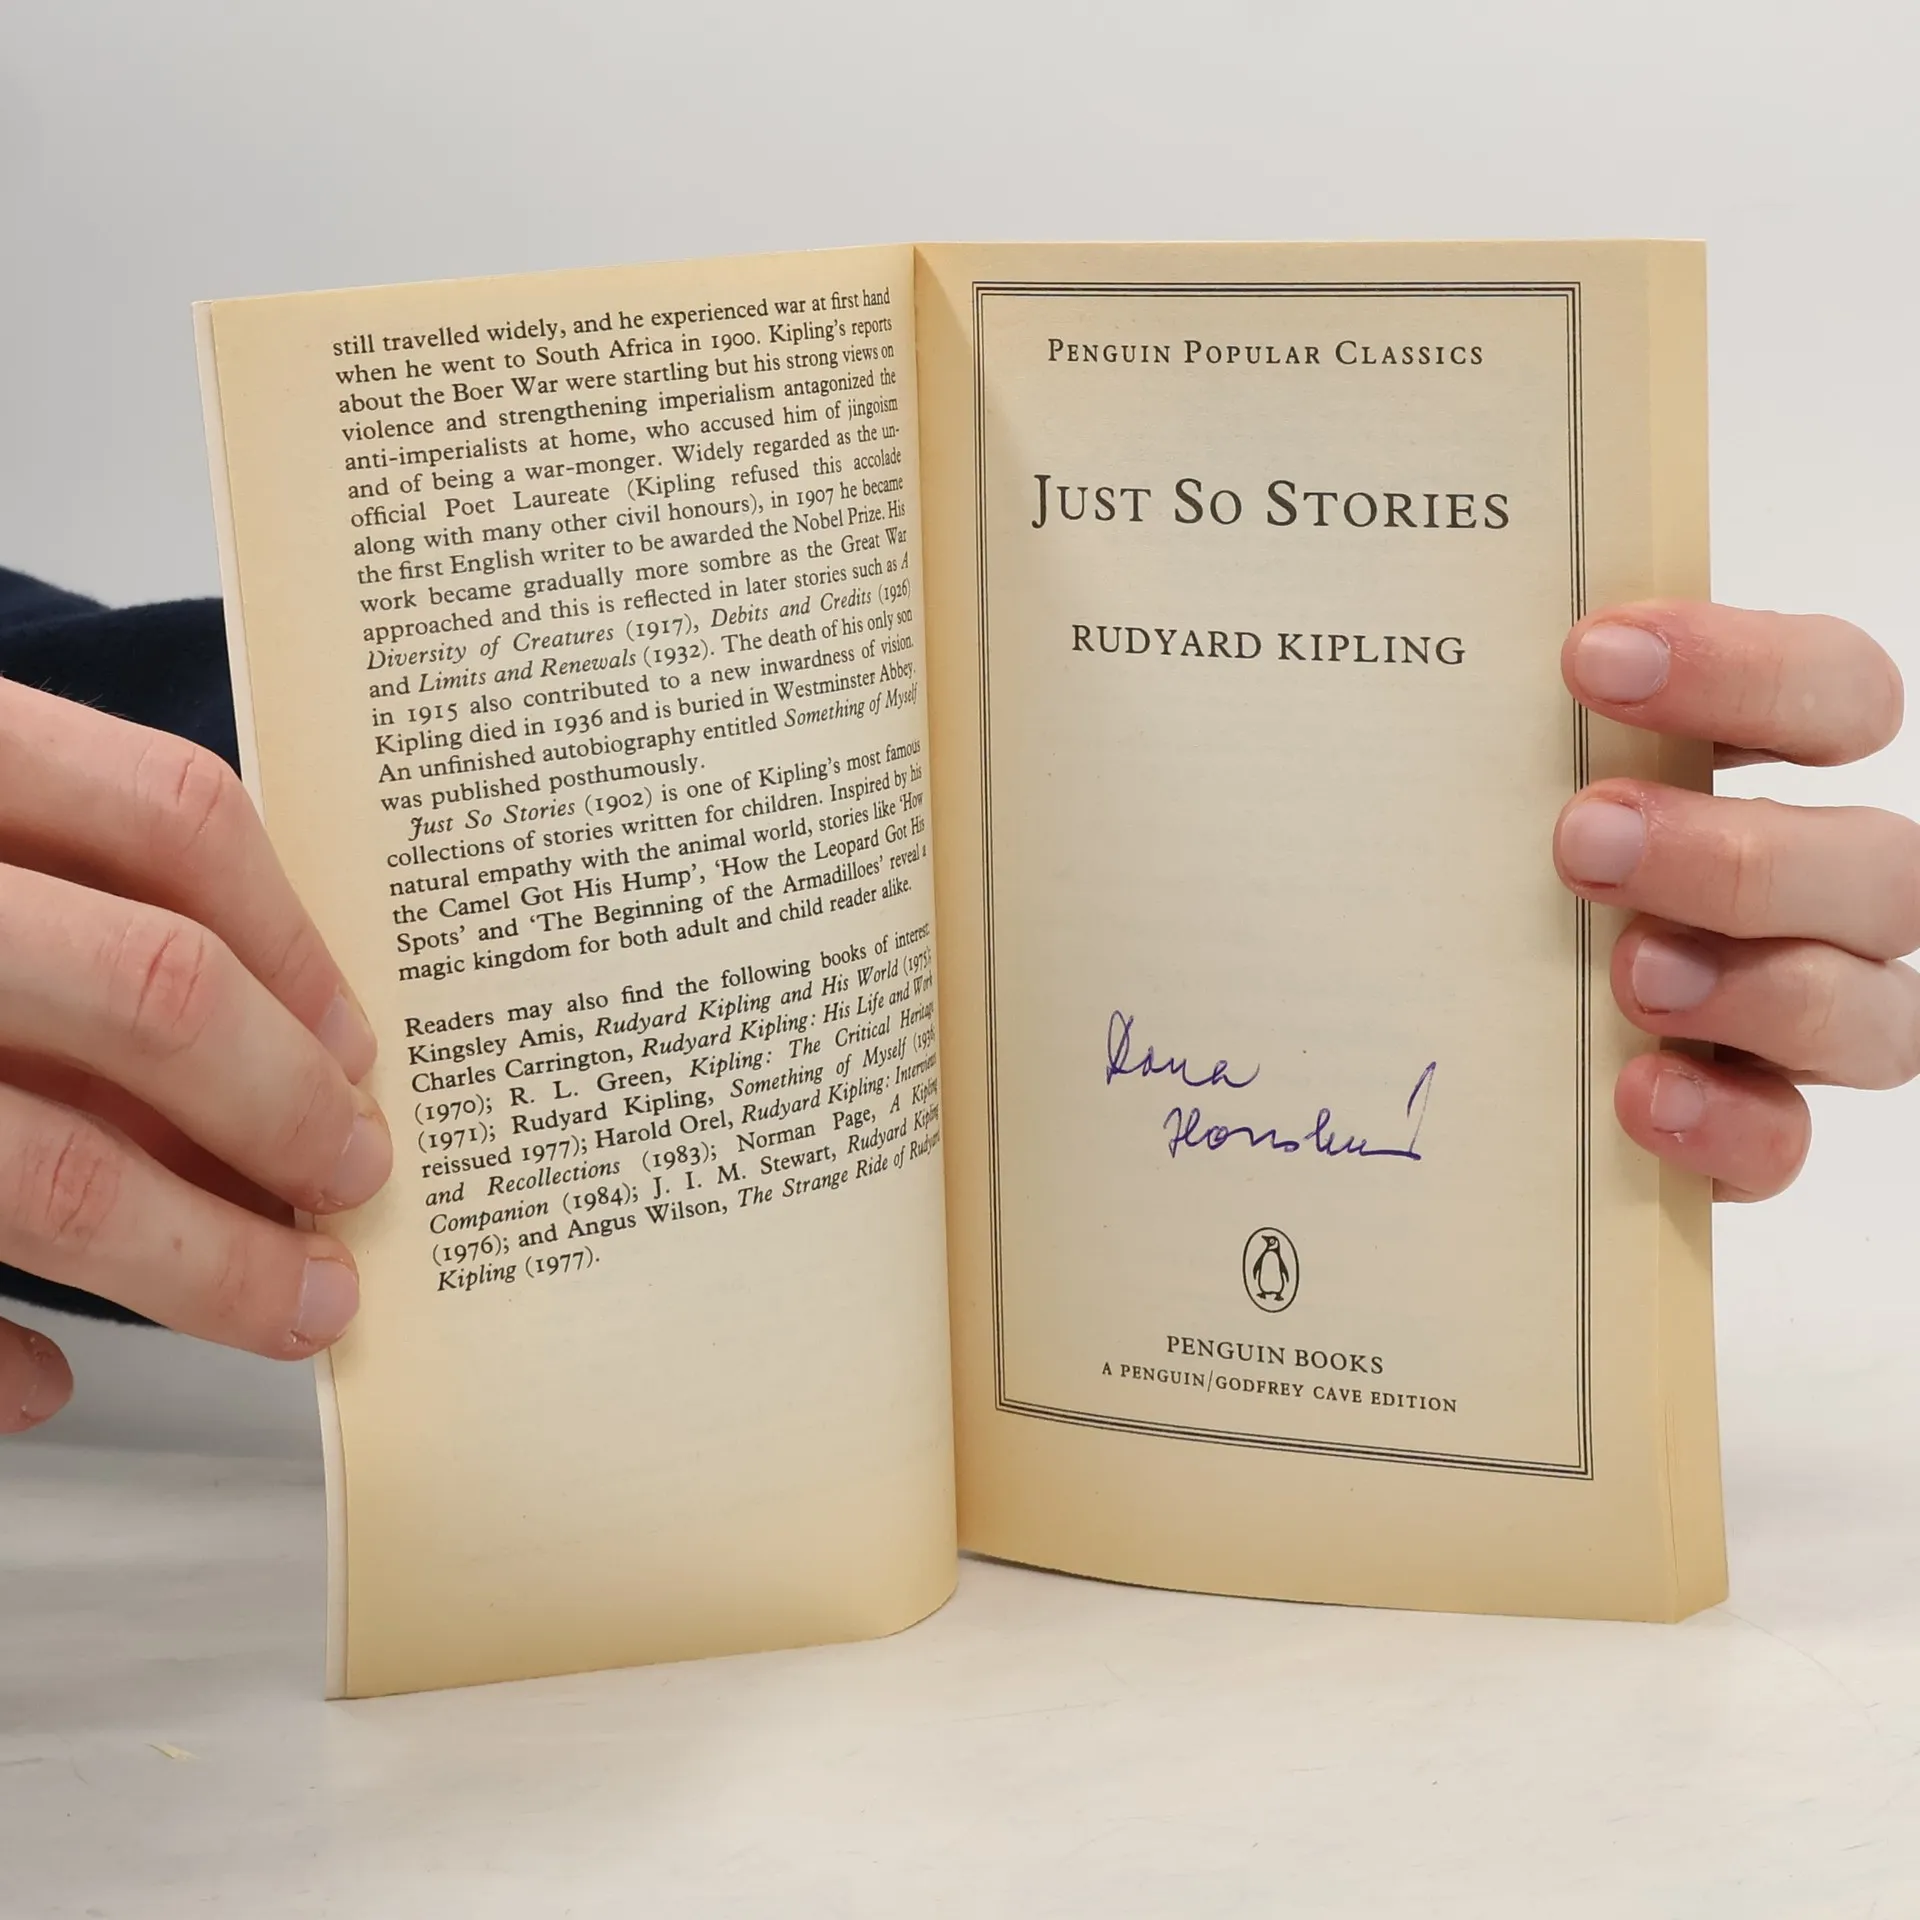 still travelled widely, and he experienced war at first hand
when he went to South Africa in 1900. Kipling's reports
about the Boer War were startling but his strong views on
violence and strengthening imperialism antagonized the
anti-imperialists at home, who accused him of jingoism
and of being a war-monger. Widely regarded as the un-
official Poet Laureate (Kipling refused this accolade
along with many other civil honours), in 1907 he became
the first English writer to be awarded the Nobel Prize. His
work became gradually more sombre as the Great War
approached and this is reflected in later stories such as A
Diversity of Creatures (1917), Debits and Credits (1926)
and Limits and Renewals (1932). The death of his only son
in 1915 also contributed to a new inwardness of vision.
Kipling died in 1936 and is buried in Westminster Abbey.
An unfinished autobiography entitled Something of Myself
was published posthumously.
Just So Stories (1902) is one of Kipling's most famous
collections of stories written for children. Inspired by his
natural empathy with the animal world, stories like 'How
the Camel Got His Hump', 'How the Leopard Got His
Spots' and 'The Beginning of the Armadilloes' reveal a
magic kingdom for both adult and child reader alike.
Readers may also find the following books of interest:
Kingsley Amis, Rudyard Kipling and His World (1975);
Charles Carrington, Rudyard Kipling: His Life and Work
(1970); R. L. Green, Kipling: The Critical Heritage
(1971); Rudyard Kipling, Something of Myself (1936,
reissued 1977); Harold Orel, Rudyard Kipling: Interviews
and Recollections (1983); Norman Page, A Kipling
Companion (1984); J. I. M. Stewart, Rudyard Kipling
(1976); and Angus Wilson, The Strange Ride of Rudyard
Kipling (1977).
PENGUIN POPULAR CLASSICS
JUST SO STORIES
RUDYARD KIPLING
PENGUIN BOOKS
A PENGUIN/GODFREY CAVE EDITION